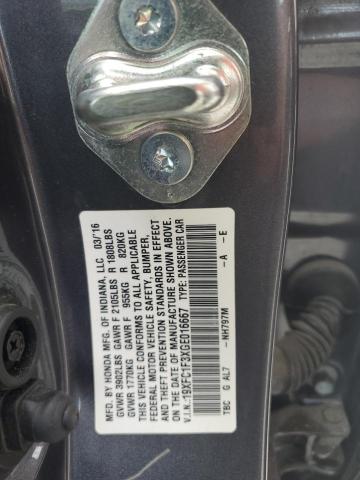 MFD. BY HONDA MFG. OF INDIANA, LLC 03/'16
GVWR 3902LBS GAWR F 2105LBS R 1808LBS
GVWR 1770KG GAWR F 955KG R 820KG
THIS VEHICLE CONFORMS TO ALL APPLICABLE
FEDERAL MOTOR VEHICLE SAFETY, BUMPER,
AND THEFT PREVENTION STANDARDS IN EFFECT
ON THE DATE OF MANUFACTURE SHOWN ABOVE.
V.I.N.:19XFC1F3XGE016667 TYPE: PASSENGER CAR
NH797M -A -E
TBC G AL7